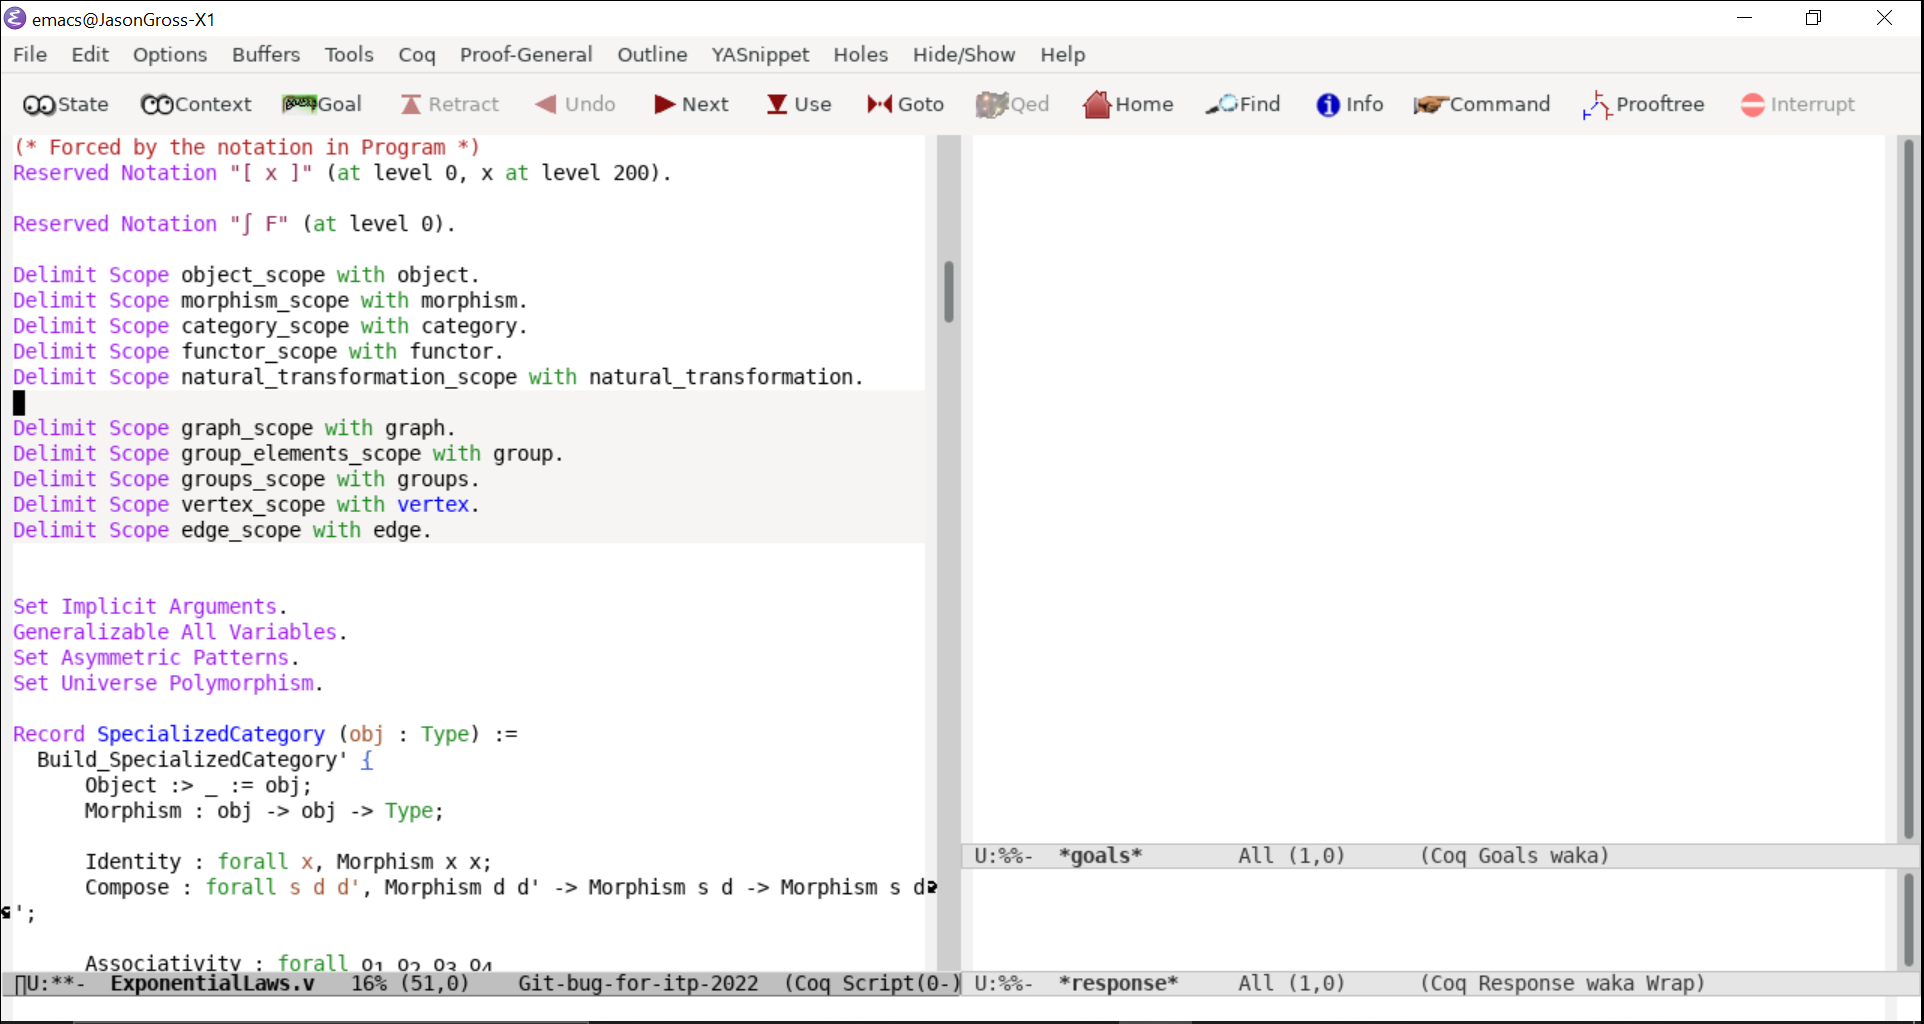 emacs@JasonGross-X1
File Edit Options Buffers Tools Coq Proof-General Outline YASnippet Holes Hide/Show Help
State Context Goal Retract Undo Next Use Goto Qed Home Find Info Command Prooftree Interrupt
(* Forced by the notation in Program *)
Reserved Notation "[ x ]" (at level 0, x at level 200).
Reserved Notation "∫ F" (at level 0).
Delimit Scope object_scope with object.
Delimit Scope morphism_scope with morphism.
Delimit Scope category_scope with category.
Delimit Scope functor_scope with functor.
Delimit Scope natural_transformation_scope with natural_transformation.
Delimit Scope graph_scope with graph.
Delimit Scope group_elements_scope with group.
Delimit Scope groups_scope with groups.
Delimit Scope vertex_scope with vertex.
Delimit Scope edge_scope with edge.
Set Implicit Arguments.
Generalizable All Variables.
Set Asymmetric Patterns.
Set Universe Polymorphism.
Record SpecializedCategory (obj : Type) :=
Build_SpecializedCategory' {
Object :> _ := obj;
Morphism : obj -> obj -> Type;
Identity : forall x, Morphism x x;
Compose : forall s d d', Morphism d d' -> Morphism s d -> Morphism s d
';
Associativity : forall o1 o2 o3 o4
U:**- ExponentialLaws.v 16% (51,0) Git-bug-for-itp-2022 (Coq Script(0-)
U:%%- *goals* All (1,0) (Coq Goals waka)
U:%%- *response* All (1,0) (Coq Response waka Wrap)